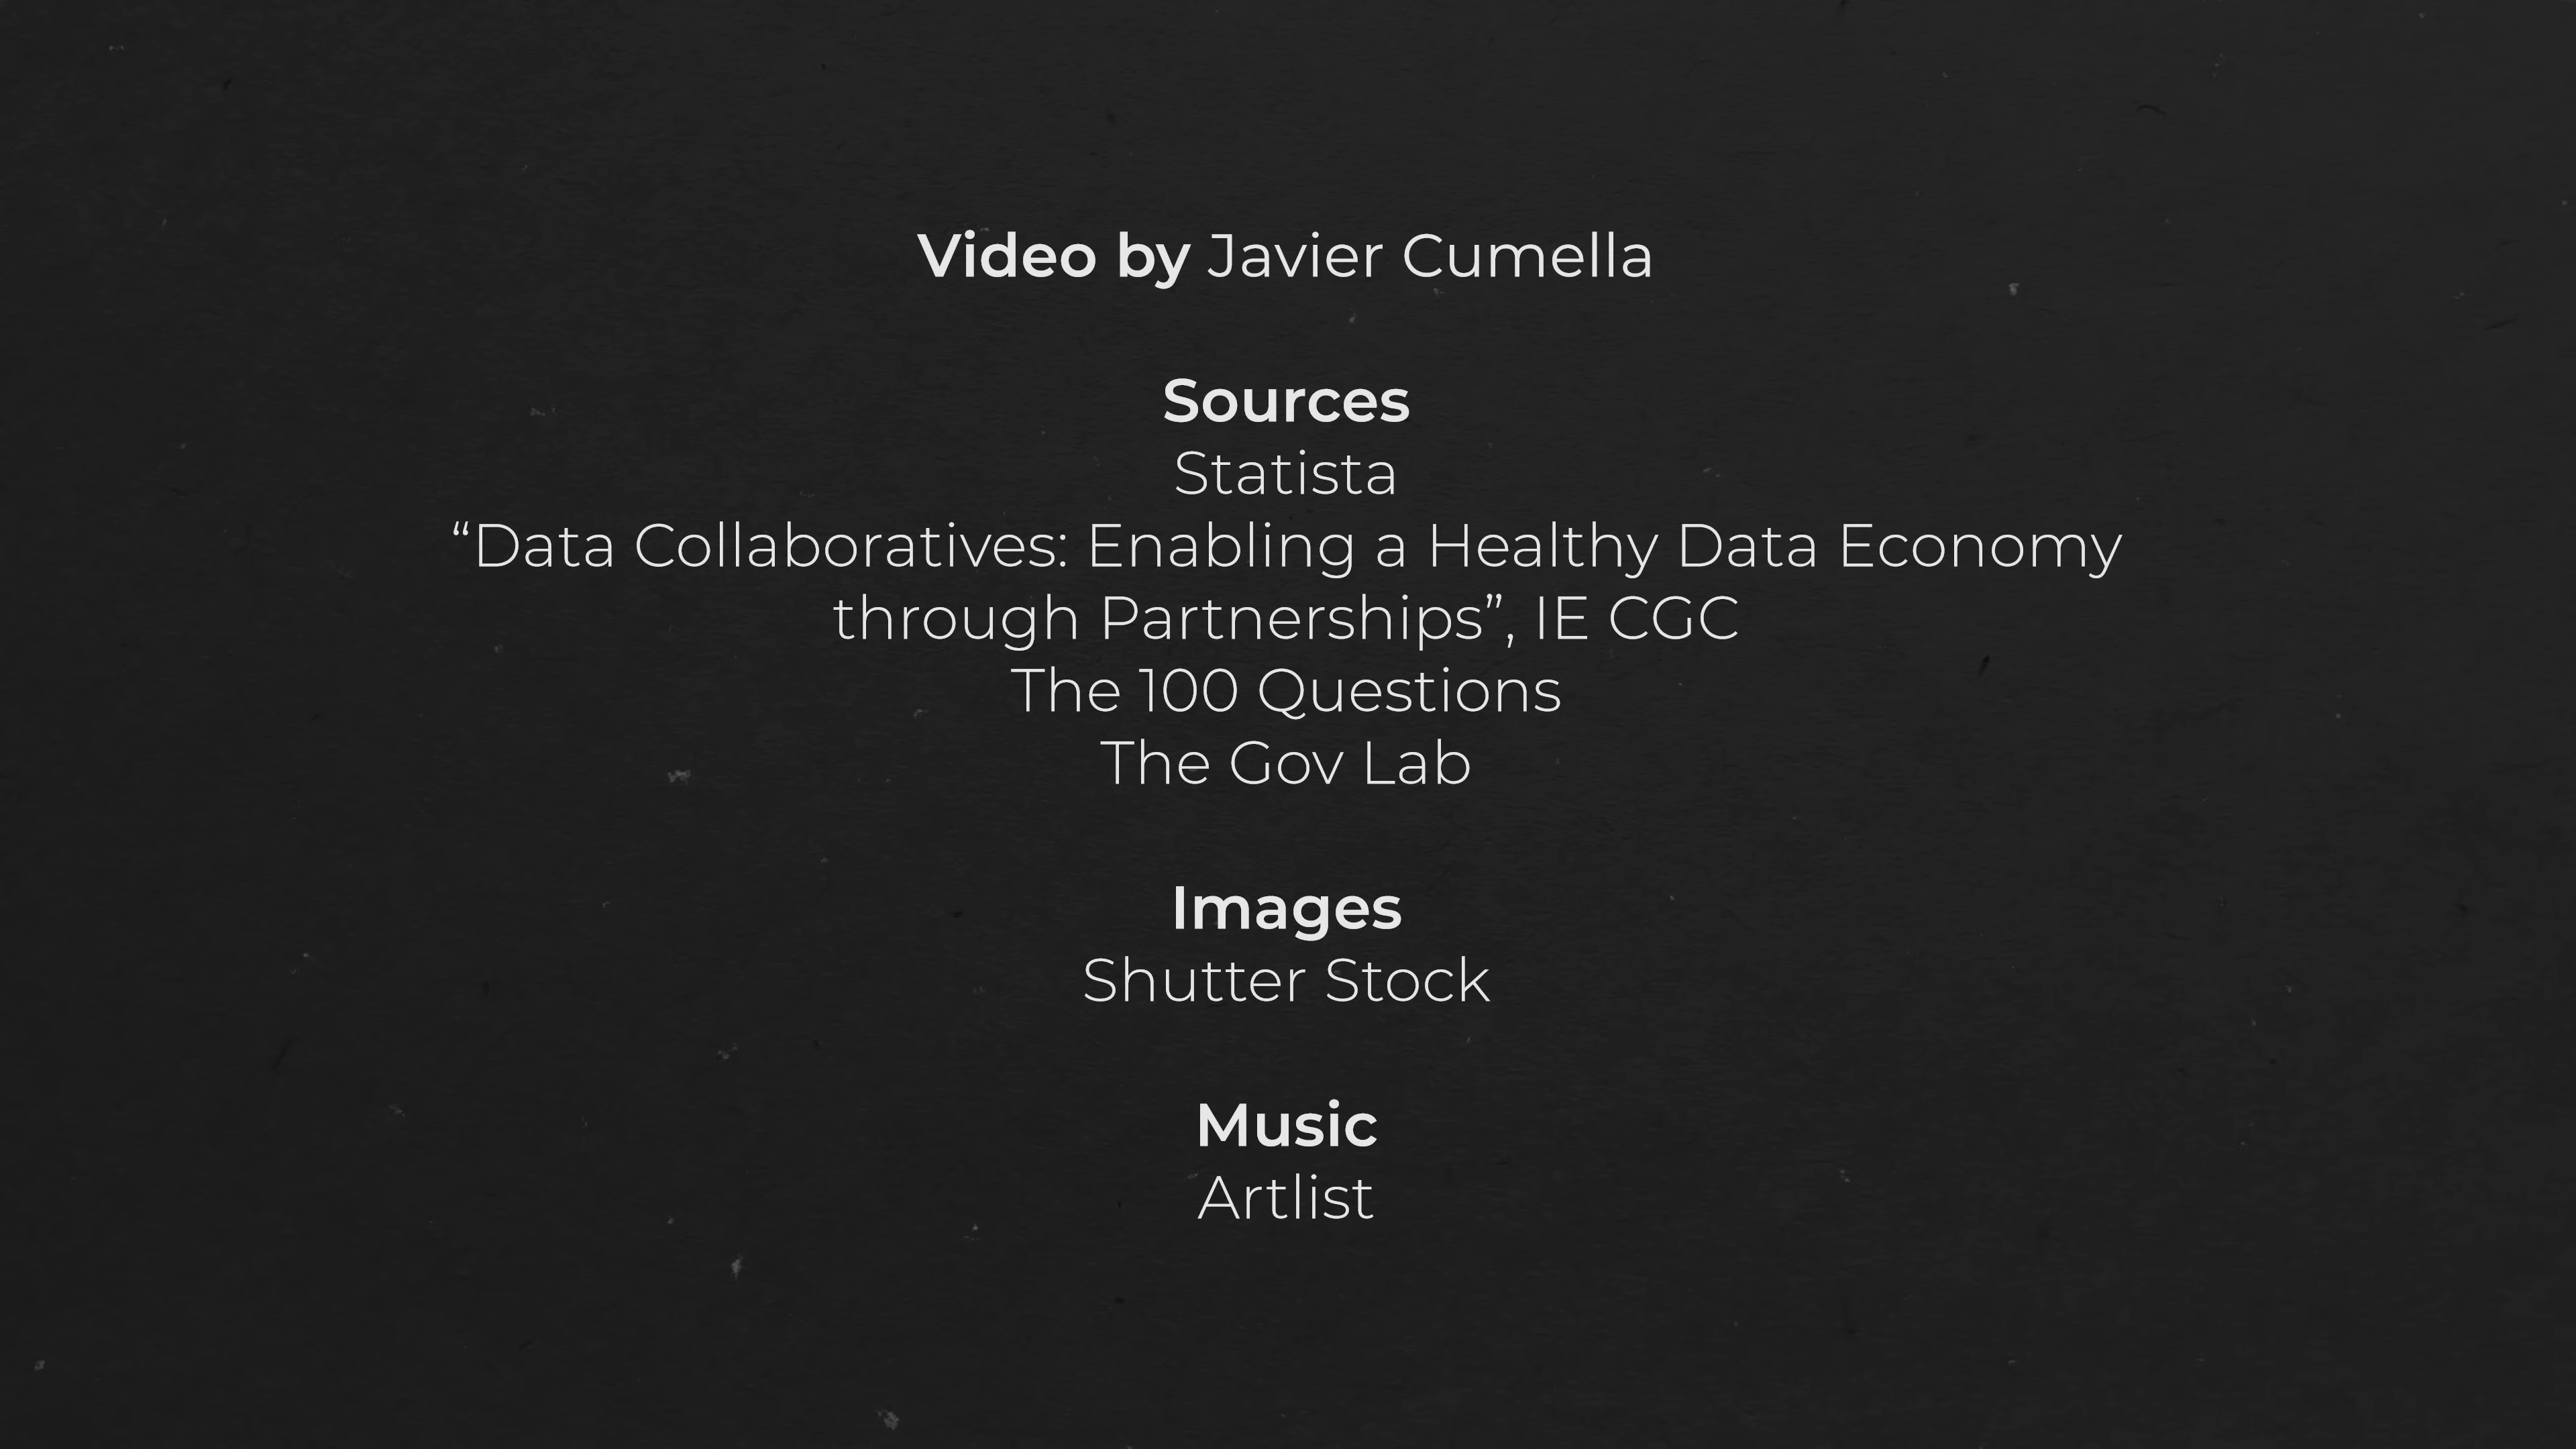 Video by Javier Cumella
Sources
Statista
“Data Collaboratives: Enabling a Healthy Data Economy
through Partnerships”, IE CGC
The 100 Questions
The Gov Lab
Images
Shutter Stock
Music
Artlist